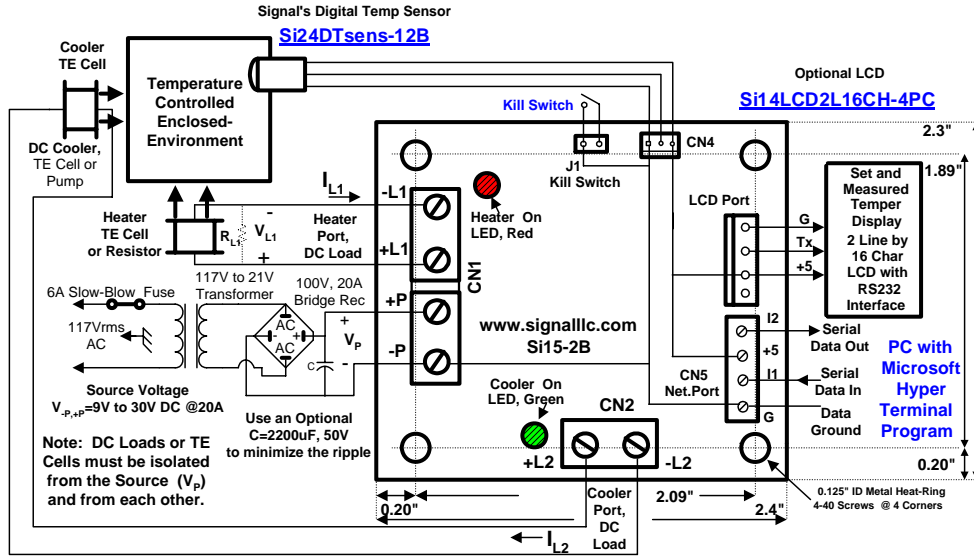 Signal's Digital Temp Sensor
Si24DTsens-12B
Cooler
TE Cell
Temperature
Controlled
Enclosed-
Environment
DC Cooler,
TE Cell or
Pump
Kill Switch
J1
Kill Switch
CN4
Optional LCD
Si14LCD2L16CH-4PC
2.3"
1.89"
Set and
Measured
Temper
Display
2 Line by
16 Char
LCD with
RS232
Interface
LCD Port
G
Tx
+5
IL1
-L1
+L1
CN1
Heater On
LED, Red
Heater
Port,
DC Load
-
VL1
+
RL1
Heater
TE Cell
or Resistor
117V to 21V
Transformer
6A Slow-Blow Fuse
117Vrms
AC
100V, 20A
Bridge Rec
AC
-
+
AC
C
+
VP
-
+P
-P
www.signalllc.com
Si15-2B
Source Voltage
V-P,+P=9V to 30V DC @20A
Use an Optional
C=2200uF, 50V
to minimize the ripple
Note: DC Loads or TE
Cells must be isolated
from the Source (VP)
and from each other.
Cooler On
LED, Green
CN2
+L2
-L2
CN5
Net.Port
I2
+5
I1
G
Serial
Data Out
Serial
Data In
Data
Ground
PC with
Microsoft
Hyper
Terminal
Program
0.20"
0.20"
2.09"
2.4"
Cooler
Port,
DC
Load
IL2
0.125" ID Metal Heat-Ring
4-40 Screws @ 4 Corners